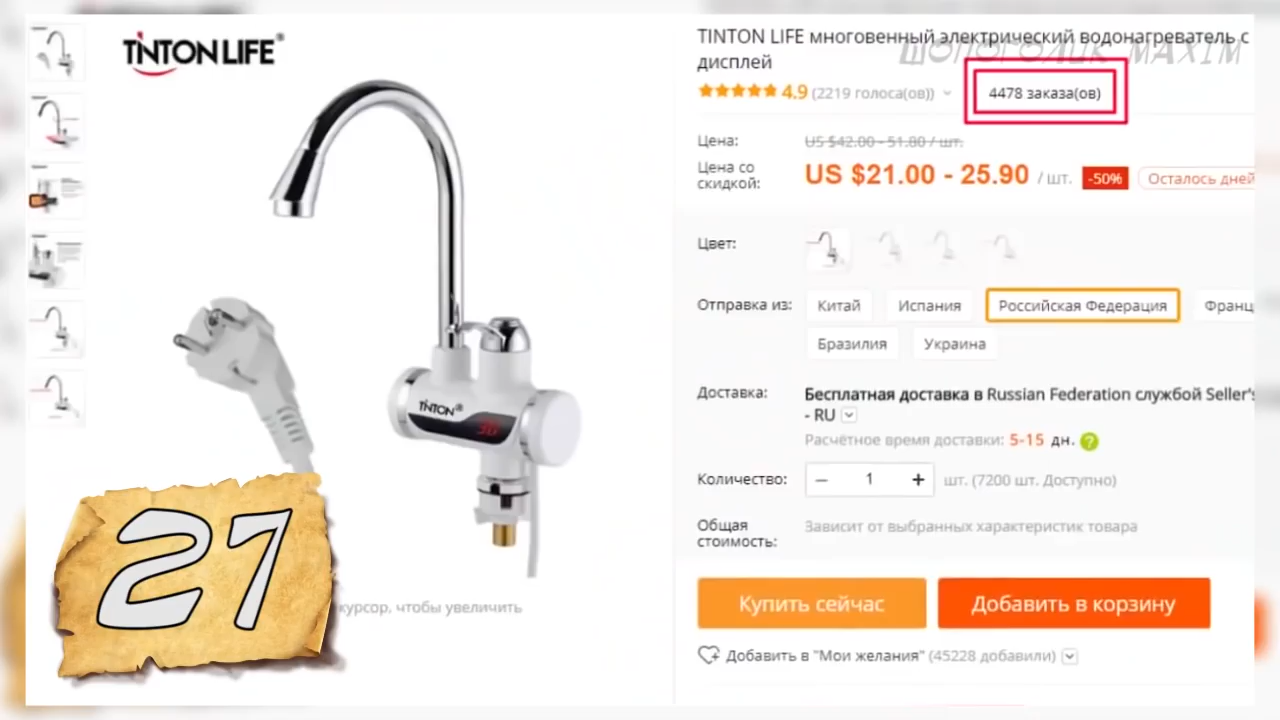 TINTON LIFE®
TINTON LIFE многовенный электрический водонагреватель с
дисплей
ШОПОГОЛИК MAXIM
4.9 (2219 голоса(ов))
4478 заказа(ов)
Цена: US $42.00 - 51.80 / шт.
Цена со скидкой: US $21.00 - 25.90 / шт. -50% Осталось дней
Цвет:
Отправка из: Китай Испания Российская Федерация Франц
Бразилия Украина
Доставка: Бесплатная доставка в Russian Federation службой Seller's
- RU
Расчётное время доставки: 5-15 дн. ?
Количество: – 1 + шт. (7200 шт. Доступно)
Общая стоимость: Зависит от выбранных характеристик товара
Купить сейчас Добавить в корзину
Добавить в "Мои желания" (45228 добавили)
TINTON®
27
курсор, чтобы увеличить